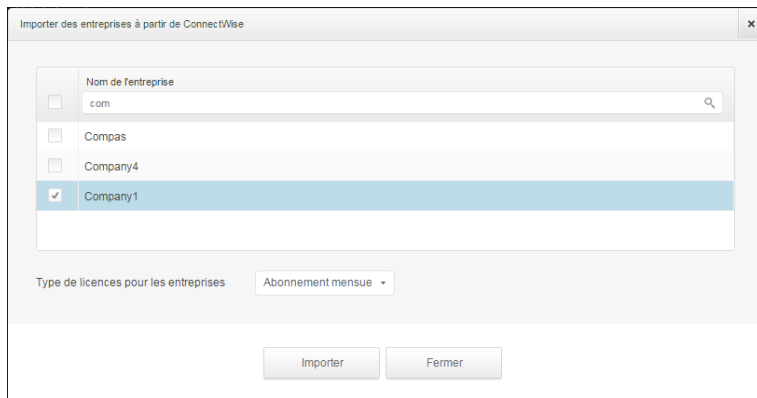 Importer des entreprises à partir de ConnectWise
Nom de l'entreprise
com
Compas
Company4
Company1
Type de licences pour les entreprises
Abonnement mensue
Importer
Fermer